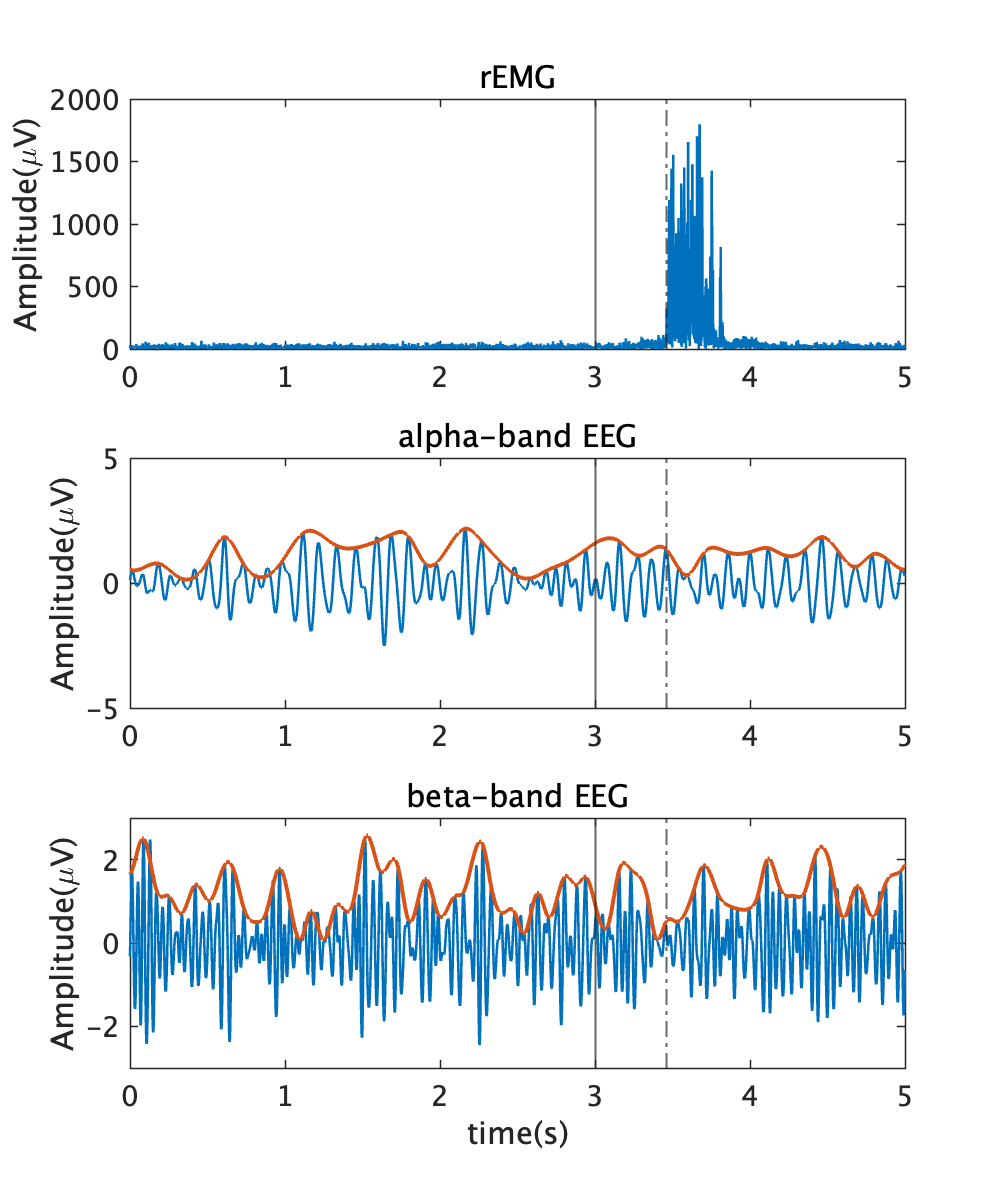 rEMG
Amplitude(μV)
2000
1500
1000
500
0
0 1 2 3 4 5
alpha-band EEG
Amplitude(μV)
5
0
−5
0 1 2 3 4 5
beta-band EEG
Amplitude(μV)
2
0
−2
0 1 2 3 4 5
time(s)